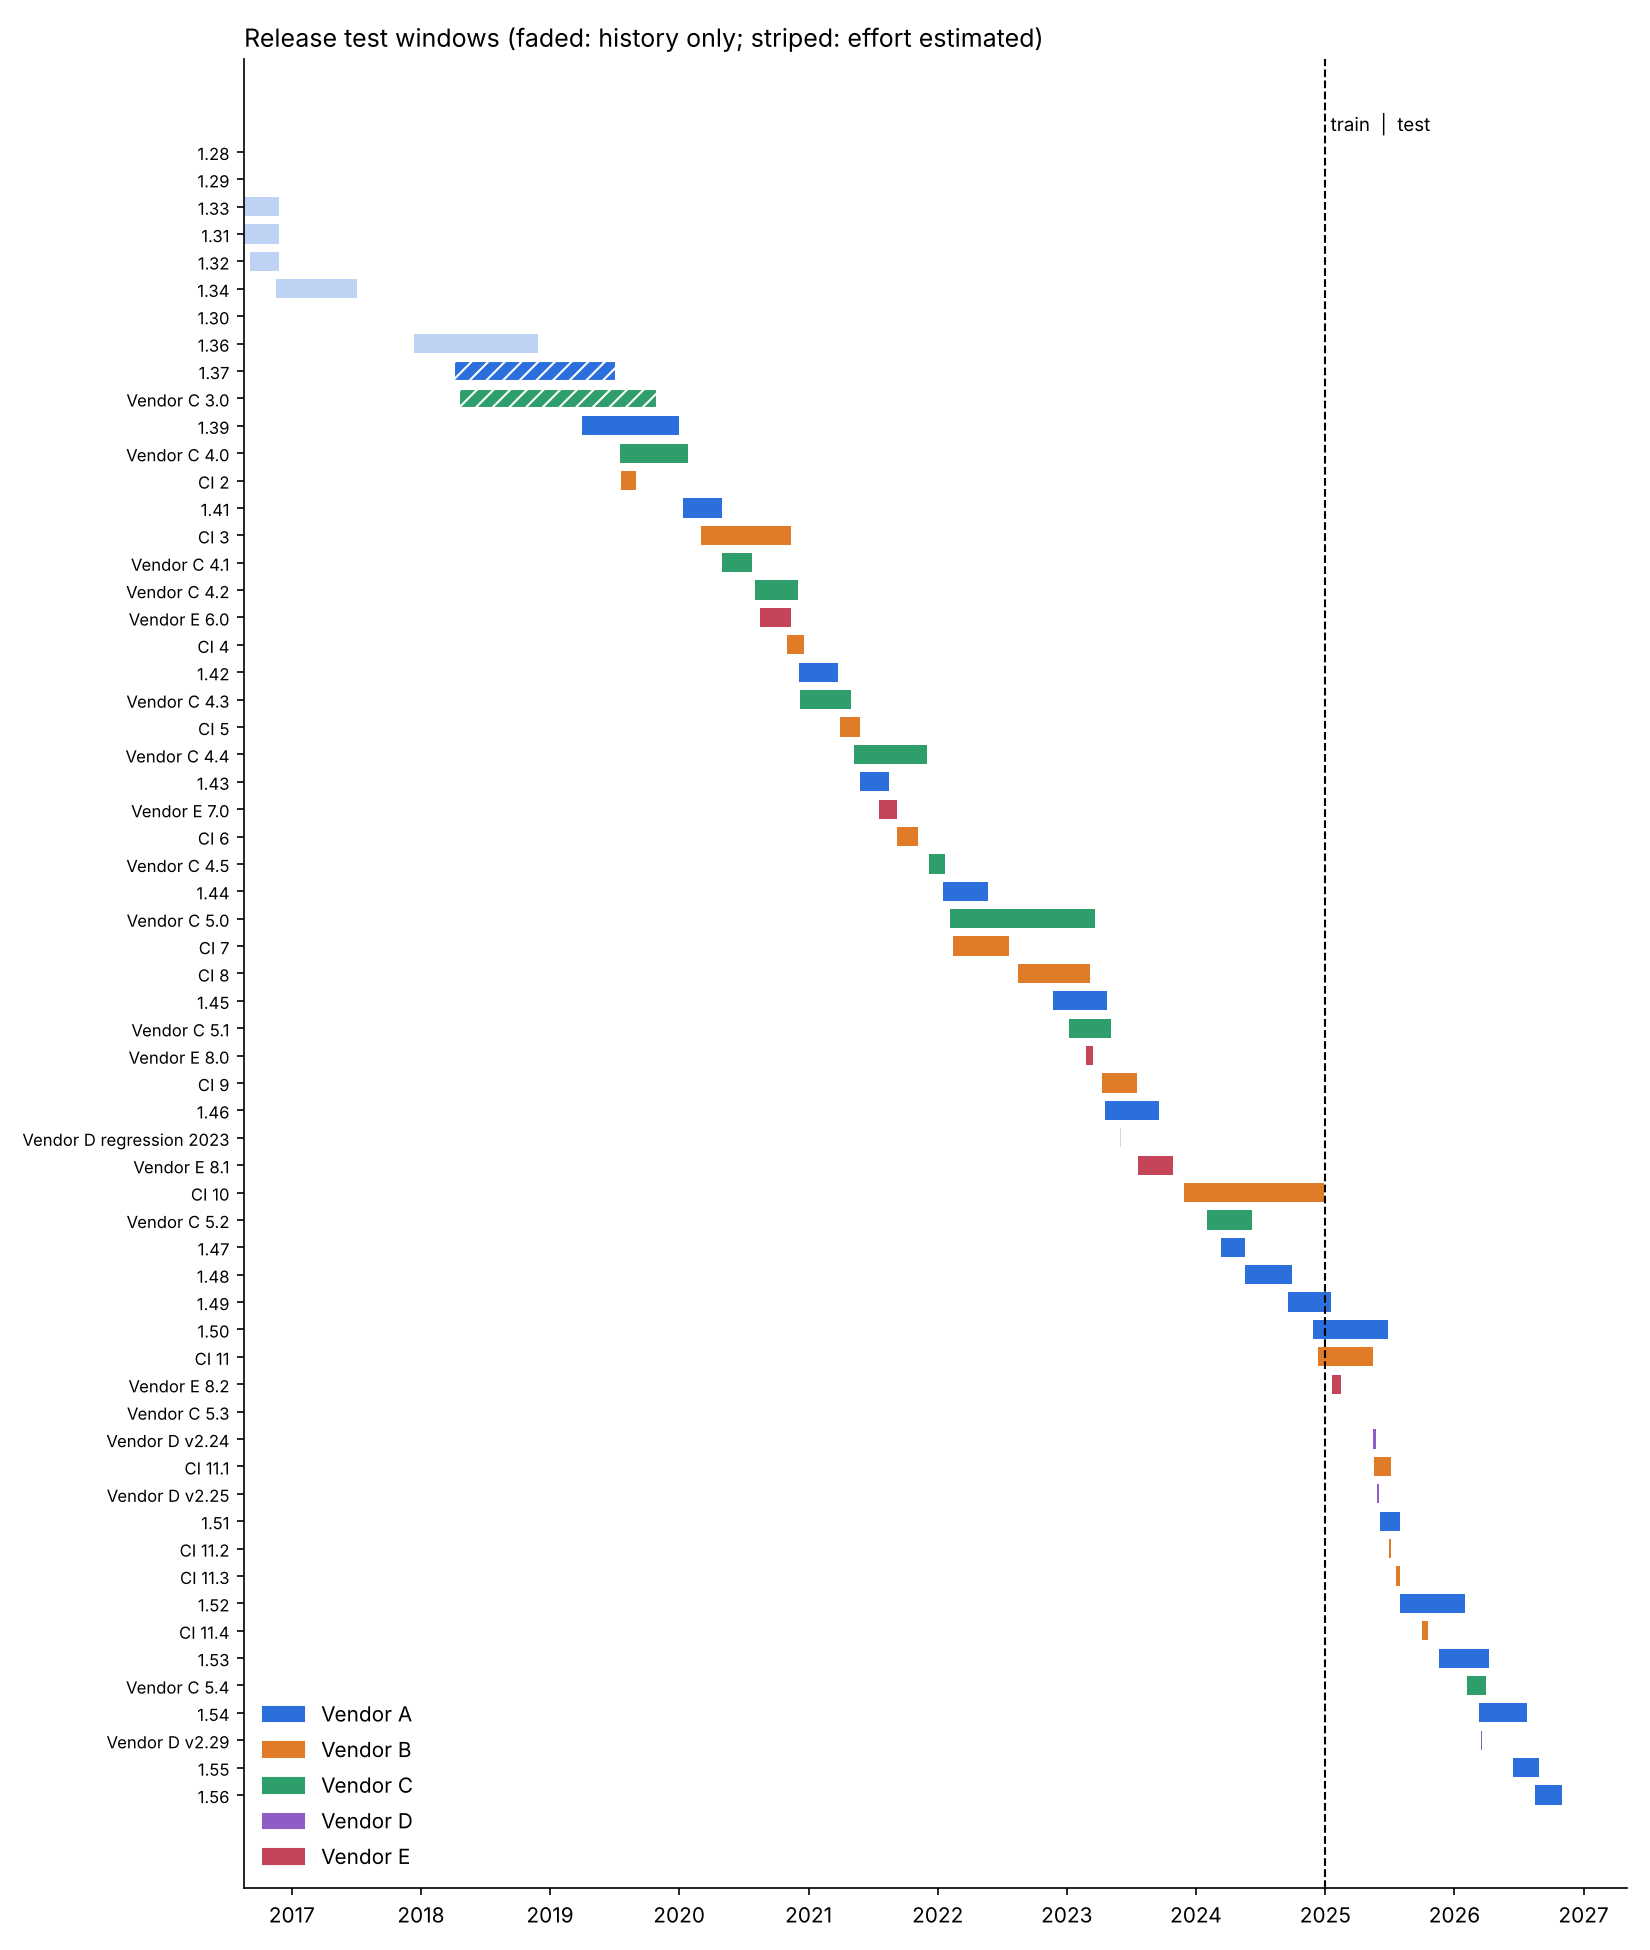 Release test windows (faded: history only; striped: effort estimated)
train | test
1.28
1.29
1.33
1.31
1.32
1.34
1.30
1.36
1.37
Vendor C 3.0
1.39
Vendor C 4.0
CI 2
1.41
CI 3
Vendor C 4.1
Vendor C 4.2
Vendor E 6.0
CI 4
1.42
Vendor C 4.3
CI 5
Vendor C 4.4
1.43
Vendor E 7.0
CI 6
Vendor C 4.5
1.44
Vendor C 5.0
CI 7
CI 8
1.45
Vendor C 5.1
Vendor E 8.0
CI 9
1.46
Vendor D regression 2023
Vendor E 8.1
CI 10
Vendor C 5.2
1.47
1.48
1.49
1.50
CI 11
Vendor E 8.2
Vendor C 5.3
Vendor D v2.24
CI 11.1
Vendor D v2.25
1.51
CI 11.2
CI 11.3
1.52
CI 11.4
1.53
Vendor C 5.4
1.54
Vendor D v2.29
1.55
1.56
Vendor A
Vendor B
Vendor C
Vendor D
Vendor E
2017 2018 2019 2020 2021 2022 2023 2024 2025 2026 2027